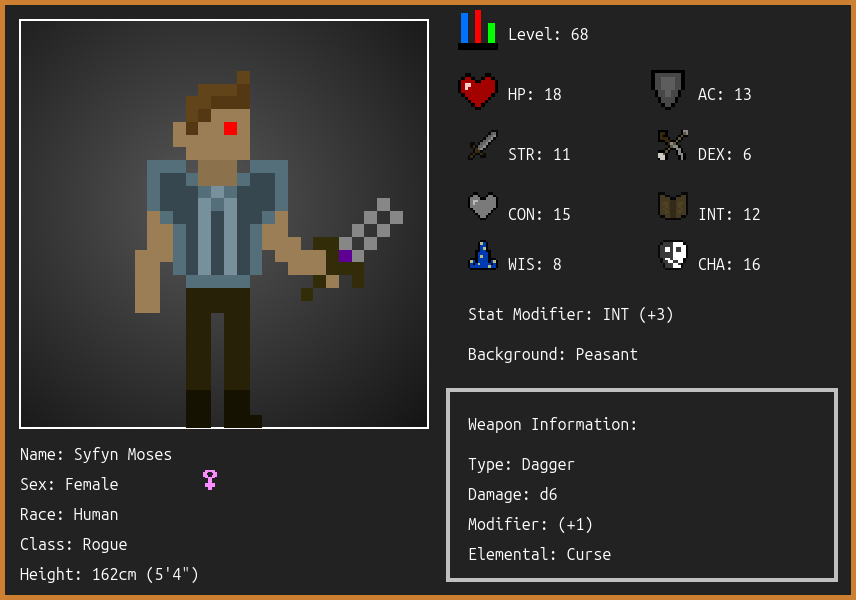 Level: 68
HP: 18
AC: 13
STR: 11
DEX: 6
CON: 15
INT: 12
WIS: 8
CHA: 16
Stat Modifier: INT (+3)
Background: Peasant
Weapon Information:
Type: Dagger
Damage: d6
Modifier: (+1)
Elemental: Curse
Name: Syfyn Moses
Sex: Female
Race: Human
Class: Rogue
Height: 162cm (5'4")